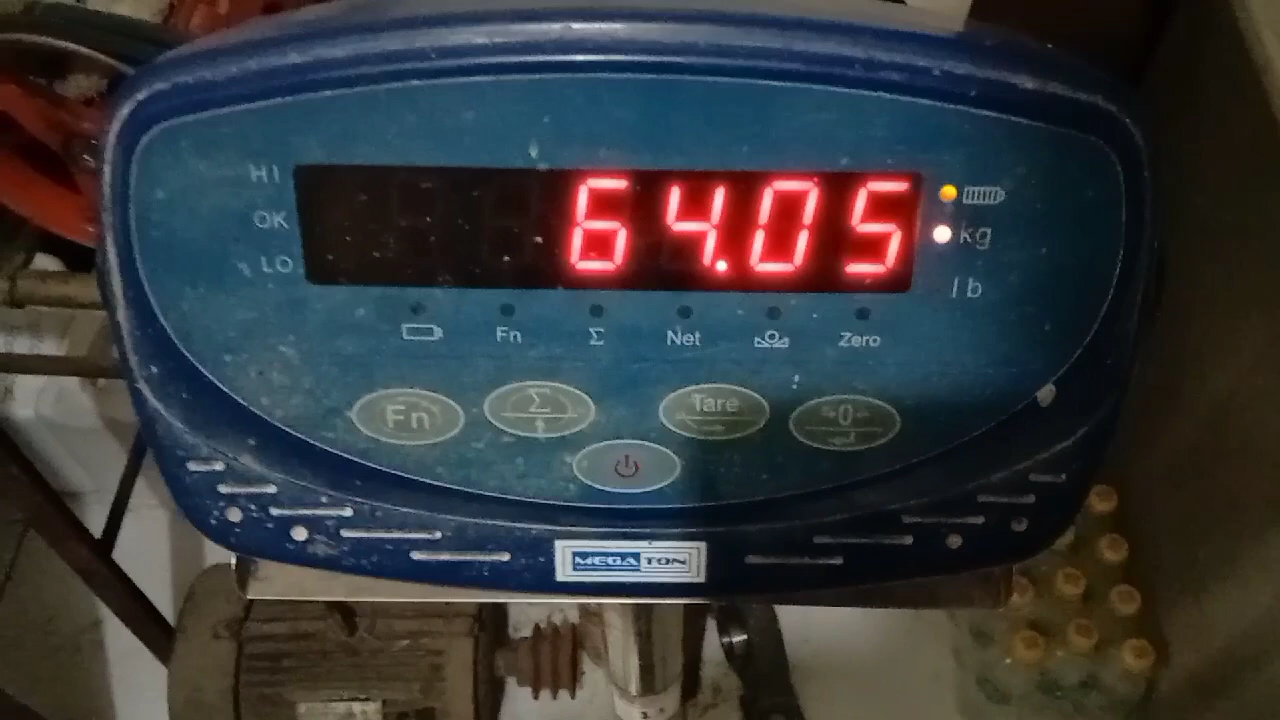 HI
OK
LO
64.05
kg
lb
Fn Σ Net Zero
Fn Σ Tare →0←
MEGATON